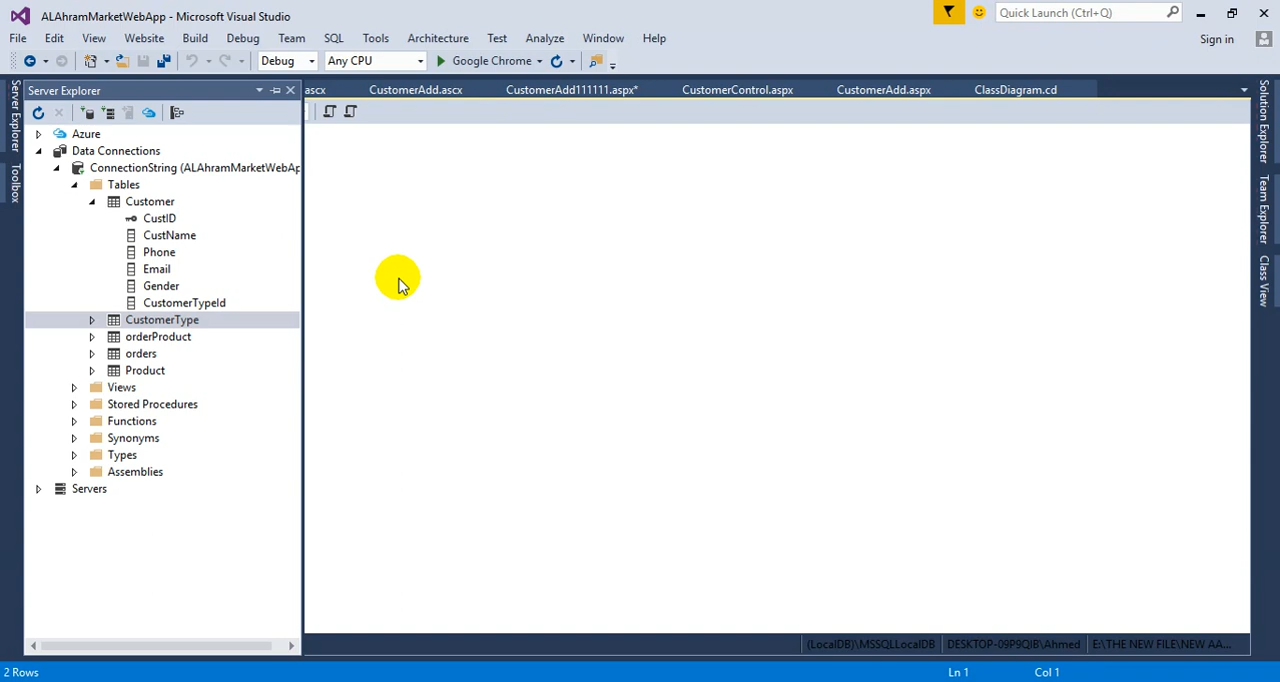 ALAhramMarketWebApp - Microsoft Visual Studio
Quick Launch (Ctrl+Q)
File Edit View Website Build Debug Team SQL Tools Architecture Test Analyze Window Help
Sign in
Debug
Any CPU
Google Chrome
Server Explorer
ascx
CustomerAdd.ascx
CustomerAdd111111.aspx*
CustomerControl.aspx
CustomerAdd.aspx
ClassDiagram.cd
Server Explorer
Toolbox
Azure
Data Connections
ConnectionString (ALAhramMarketWebAp
Tables
Customer
CustID
CustName
Phone
Email
Gender
CustomerTypeId
CustomerType
orderProduct
orders
Product
Views
Stored Procedures
Functions
Synonyms
Types
Assemblies
Servers
Solution Explorer
Team Explorer
Class View
(LocalDB)\MSSQLLocalDB
DESKTOP-09P9QIB\Ahmed
E:\THE NEW FILE\NEW AA...
2 Rows
Ln 1
Col 1